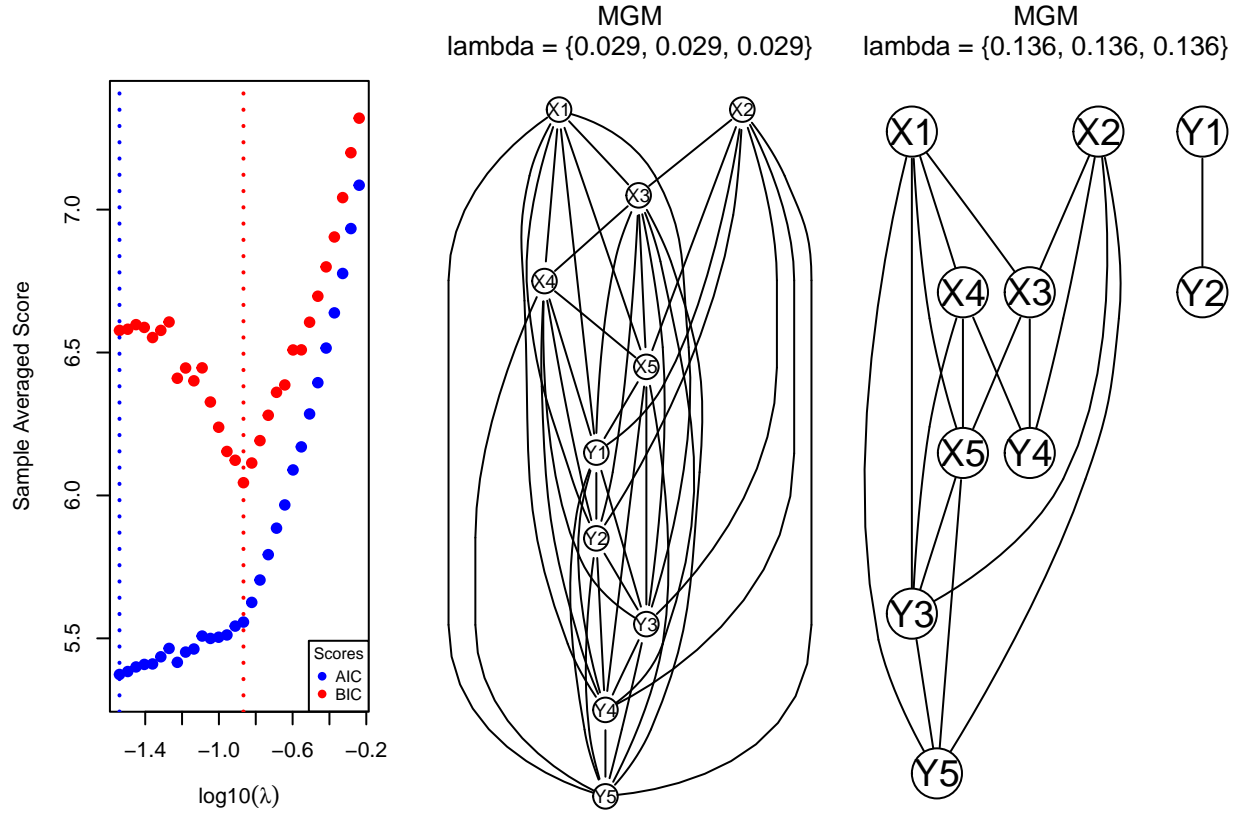 MGM
lambda = {0.029, 0.029, 0.029}
MGM
lambda = {0.136, 0.136, 0.136}
Sample Averaged Score
7.0
6.5
6.0
5.5
−1.4
−1.0
−0.6
−0.2
log10(λ)
Scores
AIC
BIC
X1
X2
X3
X4
X5
Y1
Y2
Y3
Y4
Y5
X1
X2
Y1
X4
X3
Y2
X5
Y4
Y3
Y5